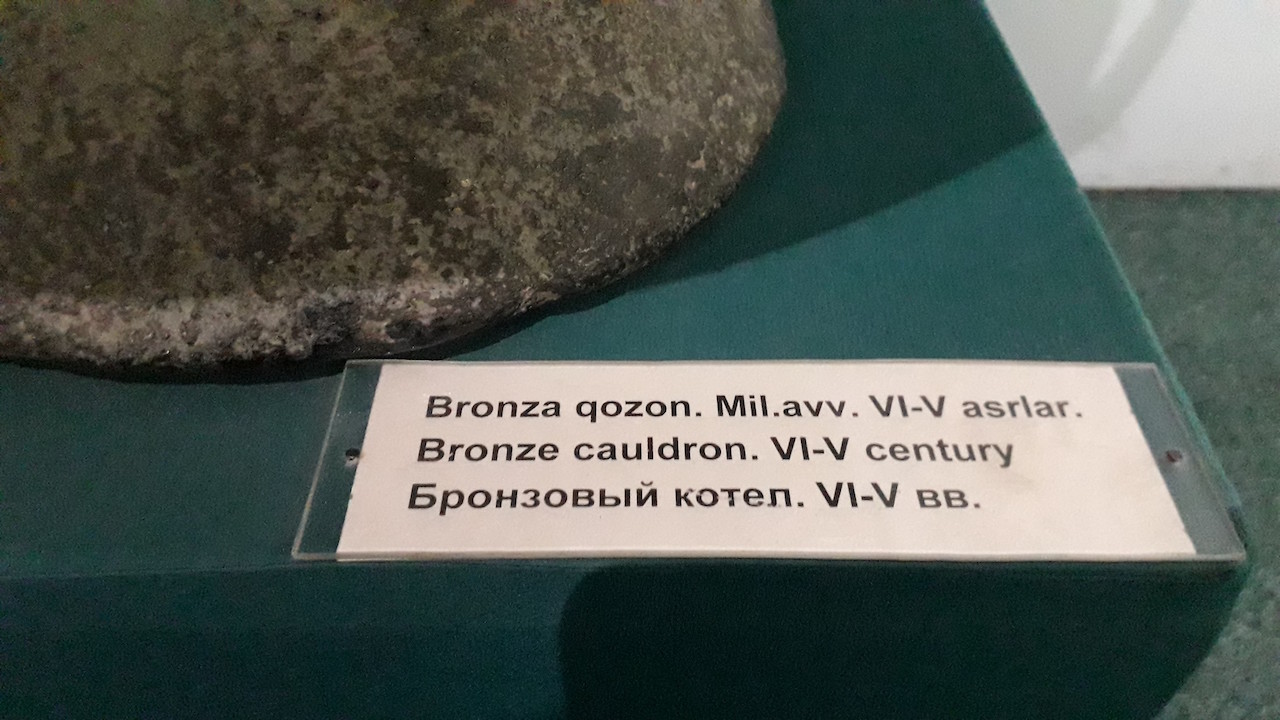 Bronza qozon. Mil.avv. VI-V asrlar.
Bronze cauldron. VI-V century
Бронзовый котел. VI-V вв.